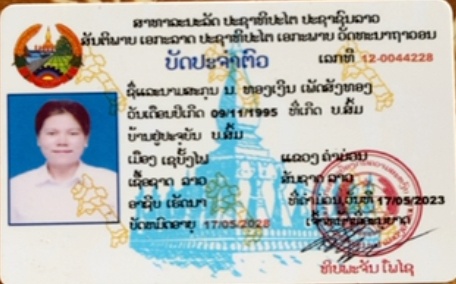 ສາທາລະນະລັດ ປະຊາທິປະໄຕ ປະຊາຊົນລາວ
ສັນຕິພາບ ເອກະລາດ ປະຊາທິປະໄຕ ເອກະພາບ ວັດທະນາຖາວອນ
ບັດປະຈຳຕົວ ເລກທີ 12-0044228
ຊື່ແລະນາມສະກຸນ ນ. ທອງເງິນ ເພັດສັງທອງ
ວັນເດືອນປີເກີດ 09/11/1995 ທີ່ເກີດ ບ.ສົ້ມ
ບ້ານຢູ່ປະຈຸບັນ ບ.ສົ້ມ
ເມືອງ ເຊບັ້ງໄຟ ແຂວງ ຄຳມ່ວນ
ເຊື້ອຊາດ ລາວ ສັນຊາດ ລາວ
ອາຊີບ ເຮັດນາ ທີ່ຄຳມ່ວນ,ວັນທີ 17/05/2023
ບັດໝົດອາຍຸ 17/05/2028
ທິບພະຈັນ ໂພໄຊ